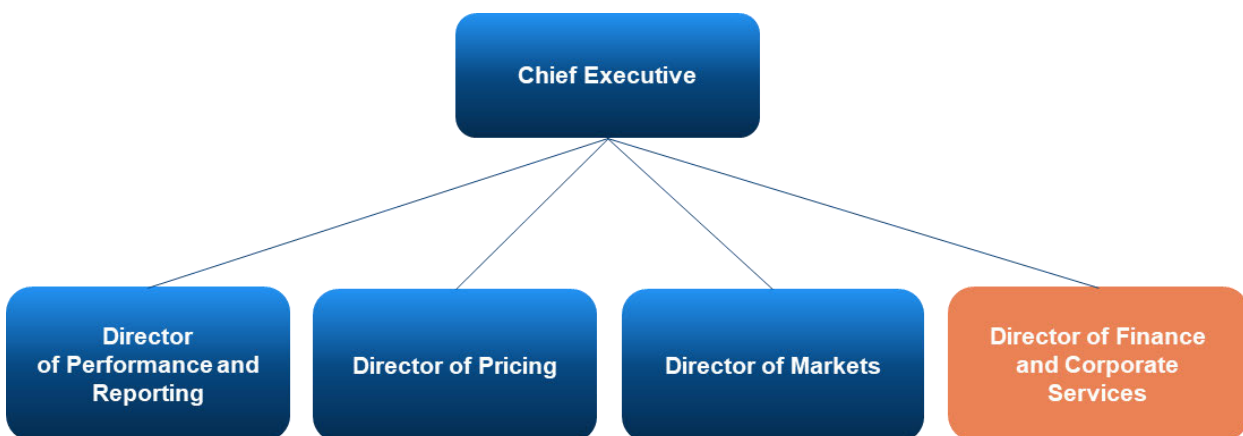 Chief Executive
Director
of Performance and
Reporting
Director of Pricing
Director of Markets
Director of Finance
and Corporate
Services